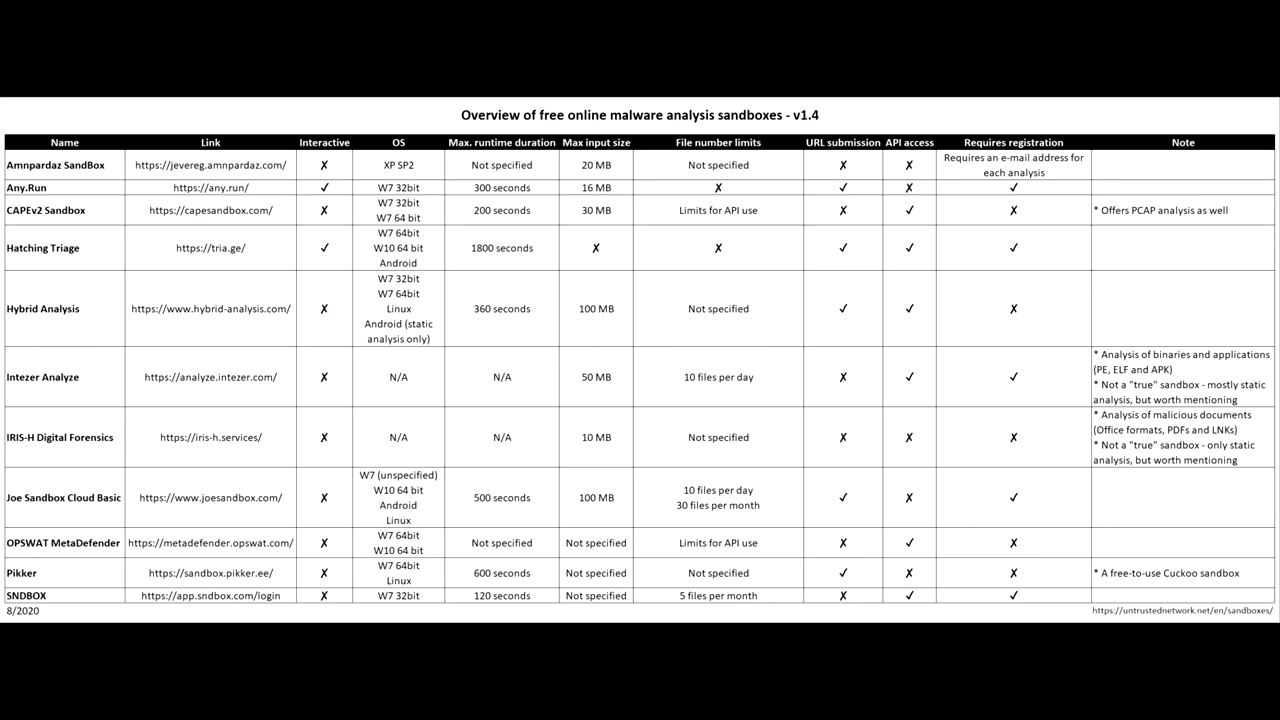 Overview of free online malware analysis sandboxes - v1.4
Name Link Interactive OS Max. runtime duration Max input size File number limits URL submission API access Requires registration Note
Amnpardaz SandBox https://jevereg.amnpardaz.com/ ✗ XP SP2 Not specified 20 MB Not specified ✗ ✗ Requires an e-mail address for
each analysis
Any.Run https://any.run/ ✓ W7 32bit 300 seconds 16 MB ✗ ✓ ✗ ✓
CAPEv2 Sandbox https://capesandbox.com/ ✗ W7 32bit
W7 64 bit 200 seconds 30 MB Limits for API use ✗ ✓ ✗ * Offers PCAP analysis as well
Hatching Triage https://tria.ge/ ✓ W7 64bit
W10 64 bit
Android 1800 seconds ✗ ✗ ✓ ✓ ✓
Hybrid Analysis https://www.hybrid-analysis.com/ ✗ W7 32bit
W7 64bit
Linux
Android (static
analysis only) 360 seconds 100 MB Not specified ✓ ✓ ✗
Intezer Analyze https://analyze.intezer.com/ ✗ N/A N/A 50 MB 10 files per day ✗ ✓ ✓ * Analysis of binaries and applications
(PE, ELF and APK)
* Not a "true" sandbox - mostly static
analysis, but worth mentioning
IRIS-H Digital Forensics https://iris-h.services/ ✗ N/A N/A 10 MB Not specified ✗ ✗ ✗ * Analysis of malicious documents
(Office formats, PDFs and LNKs)
* Not a "true" sandbox - only static
analysis, but worth mentioning
Joe Sandbox Cloud Basic https://www.joesandbox.com/ ✗ W7 (unspecified)
W10 64 bit
Android
Linux 500 seconds 100 MB 10 files per day
30 files per month ✓ ✗ ✓
OPSWAT MetaDefender https://metadefender.opswat.com/ ✗ W7 64bit
W10 64 bit Not specified Not specified Limits for API use ✗ ✓ ✗
Pikker https://sandbox.pikker.ee/ ✗ W7 64bit
Linux 600 seconds Not specified Not specified ✓ ✗ ✗ * A free-to-use Cuckoo sandbox
SNDBOX https://app.sndbox.com/login ✗ W7 32bit 120 seconds Not specified 5 files per month ✗ ✓ ✓
8/2020 https://untrustednetwork.net/en/sandboxes/